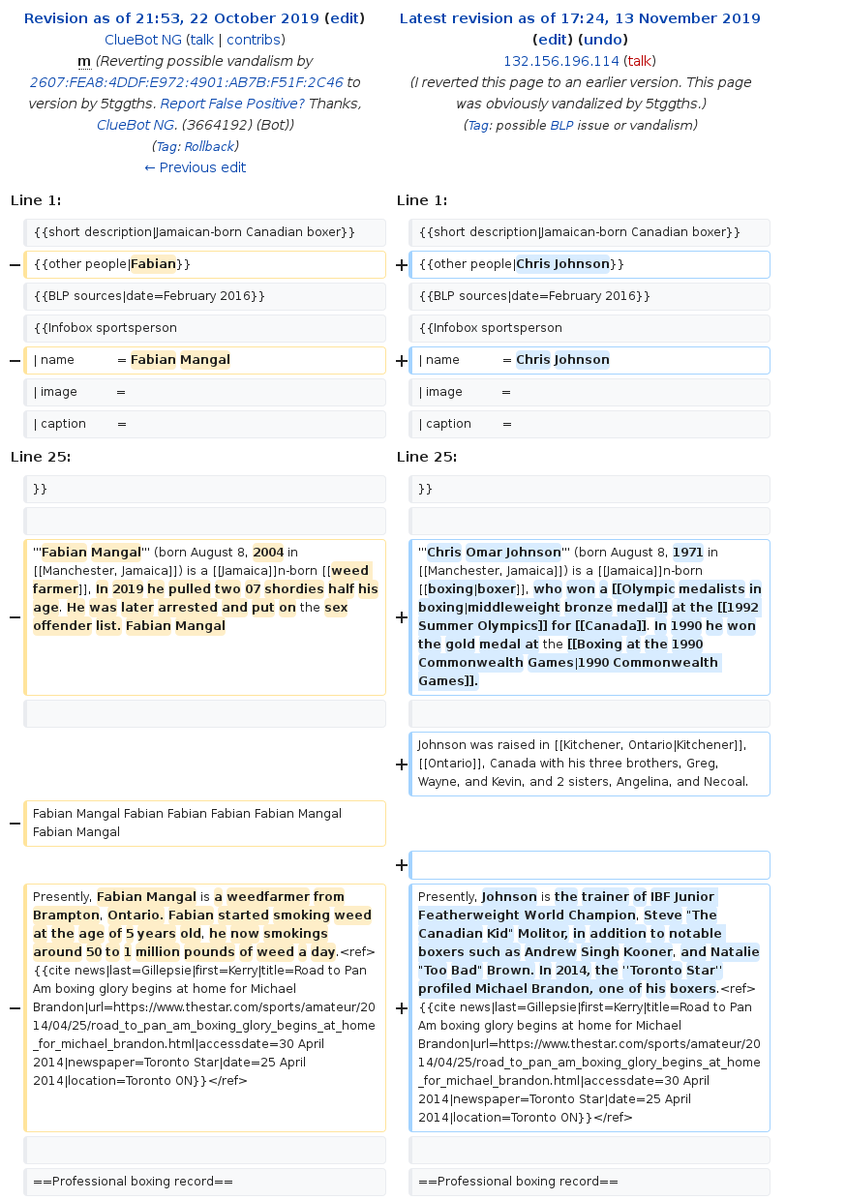 Revision as of 21:53, 22 October 2019 (edit)
ClueBot NG (talk | contribs)
m (Reverting possible vandalism by
2607:FEA8:4DDF:E972:4901:AB7B:F51F:2C46 to
version by 5tggths. Report False Positive? Thanks,
ClueBot NG. (3664192) (Bot))
(Tag: Rollback)
← Previous edit
Latest revision as of 17:24, 13 November 2019
(edit) (undo)
132.156.196.114 (talk)
(I reverted this page to an earlier version. This page
was obviously vandalized by 5tggths.)
(Tag: possible BLP issue or vandalism)
Line 1:
Line 1:
{{short description|Jamaican-born Canadian boxer}}
{{short description|Jamaican-born Canadian boxer}}
− {{other people|Fabian}}
+ {{other people|Chris Johnson}}
{{BLP sources|date=February 2016}}
{{BLP sources|date=February 2016}}
{{Infobox sportsperson
{{Infobox sportsperson
− | name = Fabian Mangal
+ | name = Chris Johnson
| image =
| image =
| caption =
| caption =
Line 25:
Line 25:
}}
}}
− '''Fabian Mangal''' (born August 8, 2004 in
[[Manchester, Jamaica]]) is a [[Jamaica]]n-born [[weed
farmer]], In 2019 he pulled two 07 shordies half his
age. He was later arrested and put on the sex
offender list. Fabian Mangal
+ '''Chris Omar Johnson''' (born August 8, 1971 in
[[Manchester, Jamaica]]) is a [[Jamaica]]n-born
[[boxing|boxer]], who won a [[Olympic medalists in
boxing|middleweight bronze medal]] at the [[1992
Summer Olympics]] for [[Canada]]. In 1990 he won
the gold medal at the [[Boxing at the 1990
Commonwealth Games|1990 Commonwealth
Games]].
+ Johnson was raised in [[Kitchener, Ontario|Kitchener]],
[[Ontario]], Canada with his three brothers, Greg,
Wayne, and Kevin, and 2 sisters, Angelina, and Necoal.
− Fabian Mangal Fabian Fabian Fabian Fabian Mangal
Fabian Mangal
+
− Presently, Fabian Mangal is a weedfarmer from
Brampton, Ontario. Fabian started smoking weed
at the age of 5 years old, he now smokings
around 50 to 1 million pounds of weed a day.<ref>
{{cite news|last=Gillepsie|first=Kerry|title=Road to Pan
Am boxing glory begins at home for Michael
Brandon|url=https://www.thestar.com/sports/amateur/20
14/04/25/road_to_pan_am_boxing_glory_begins_at_home
_for_michael_brandon.html|accessdate=30 April
2014|newspaper=Toronto Star|date=25 April
2014|location=Toronto ON}}</ref>
+ Presently, Johnson is the trainer of IBF Junior
Featherweight World Champion, Steve "The
Canadian Kid" Molitor, in addition to notable
boxers such as Andrew Singh Kooner, and Natalie
"Too Bad" Brown. In 2014, the ''Toronto Star''
profiled Michael Brandon, one of his boxers.<ref>
{{cite news|last=Gillepsie|first=Kerry|title=Road to Pan
Am boxing glory begins at home for Michael
Brandon|url=https://www.thestar.com/sports/amateur/20
14/04/25/road_to_pan_am_boxing_glory_begins_at_home
_for_michael_brandon.html|accessdate=30 April
2014|newspaper=Toronto Star|date=25 April
2014|location=Toronto ON}}</ref>
==Professional boxing record==
==Professional boxing record==